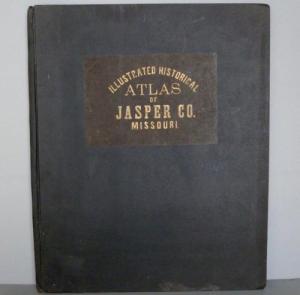 ILLUSTRATED HISTORICAL
ATLAS
OF
JASPER CO.
MISSOURI.